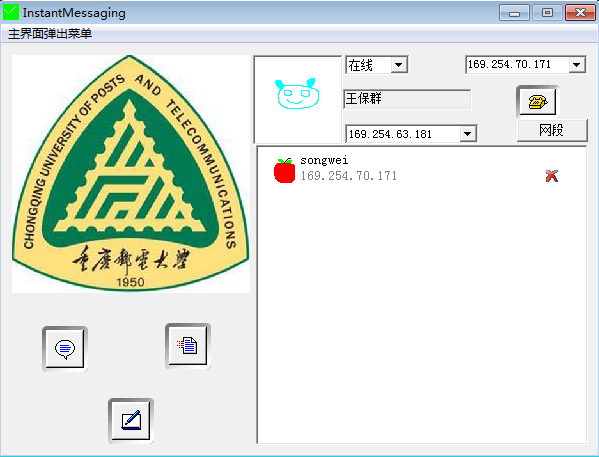 InstantMessaging
主界面弹出菜单
CHONGQING UNIVERSITY OF POSTS AND TELECOMMUNICATIONS
重庆邮电大学
1950
在线
169.254.70.171
王保群
169.254.63.181
网段
songwei
169.254.70.171